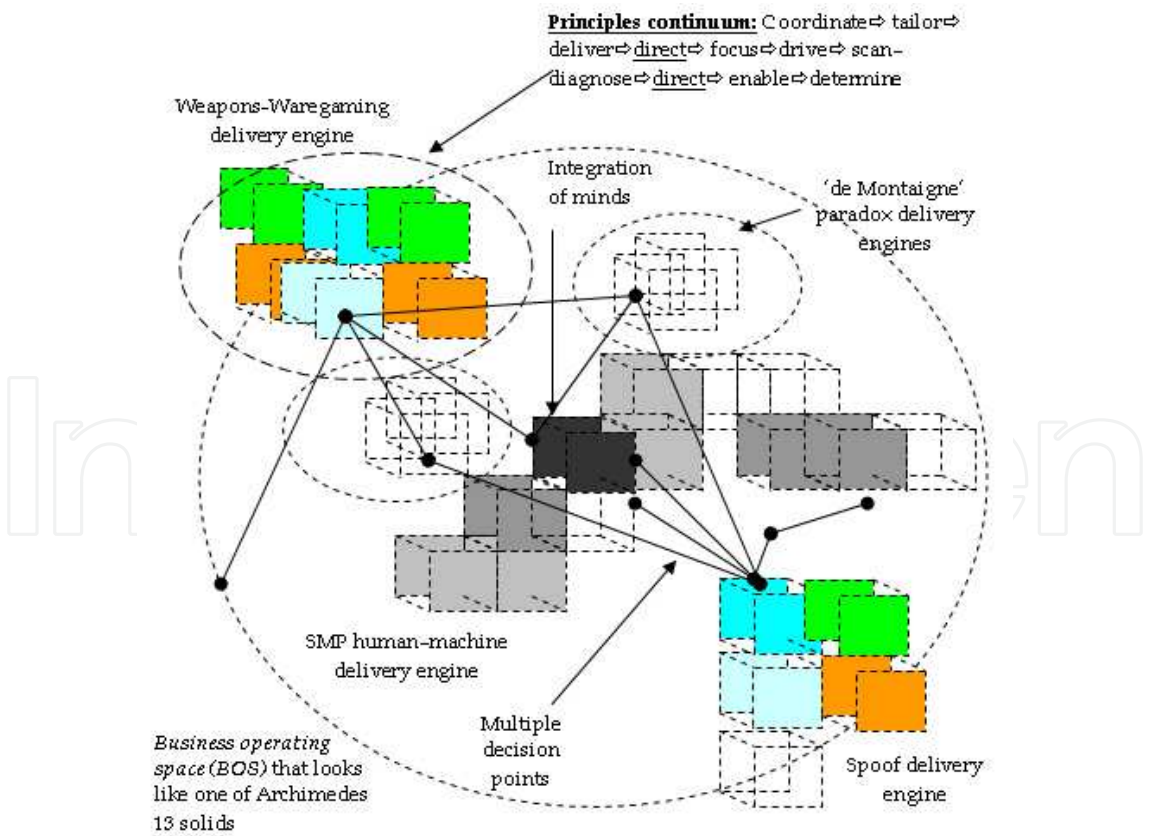 Principles continuum: Coordinate⇨ tailor⇨
deliver⇨direct⇨ focus⇨drive⇨ scan-
diagnose⇨direct⇨ enable⇨determine
Weapons-Waregaming
delivery engine
Integration
of minds
‘de Montaigne‘
paradox delivery
engines
SMP human-machine
delivery engine
Multiple
decision
points
Business operating
space (BOS) that looks
like one of Archimedes
13 solids
Spoof delivery
engine